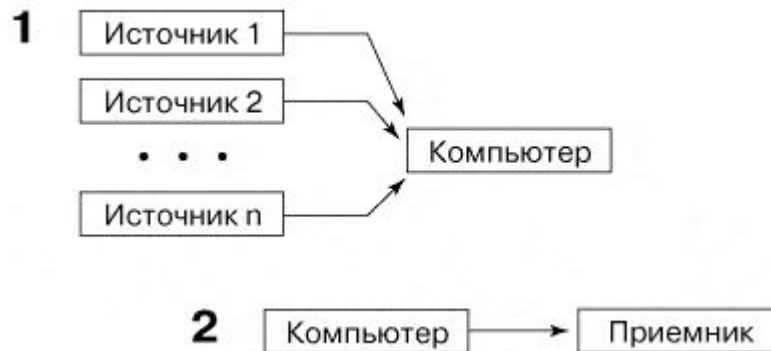 1
Источник 1
Источник 2
• • •
Компьютер
Источник n
2
Компьютер
Приемник